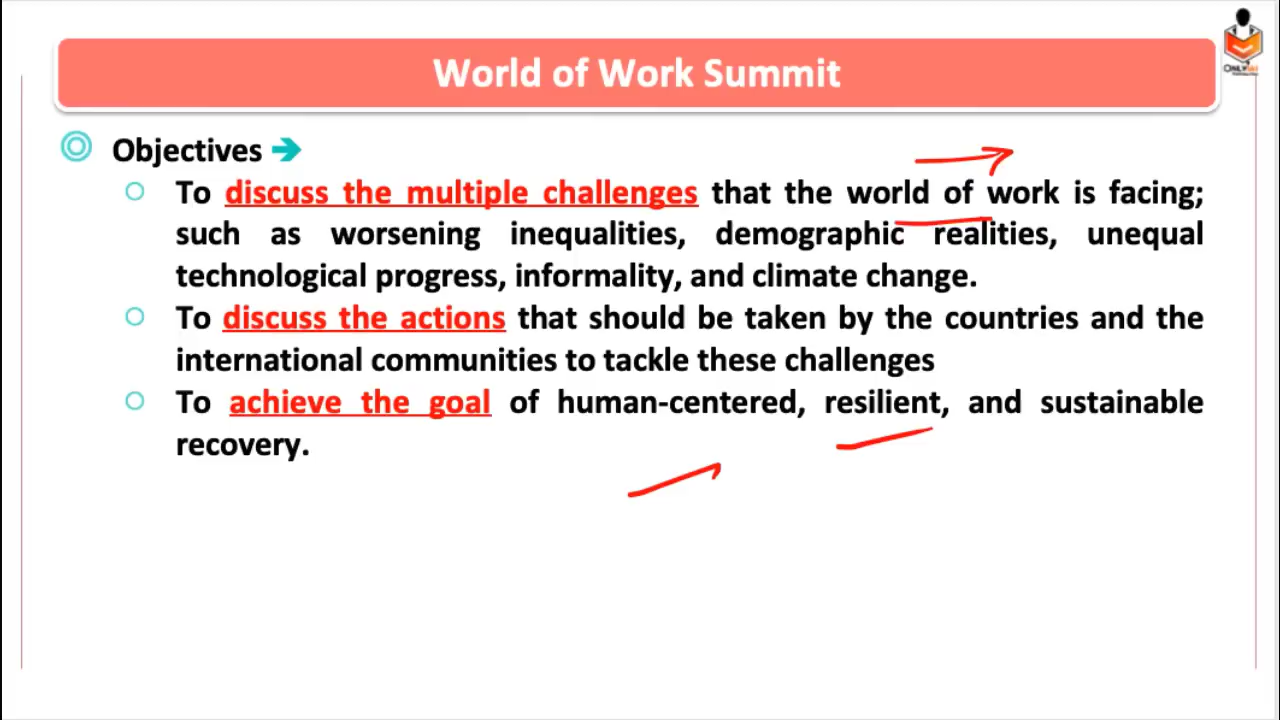 World of Work Summit
Objectives
To discuss the multiple challenges that the world of work is facing;
such as worsening inequalities, demographic realities, unequal
technological progress, informality, and climate change.
To discuss the actions that should be taken by the countries and the
international communities to tackle these challenges
To achieve the goal of human-centered, resilient, and sustainable
recovery.